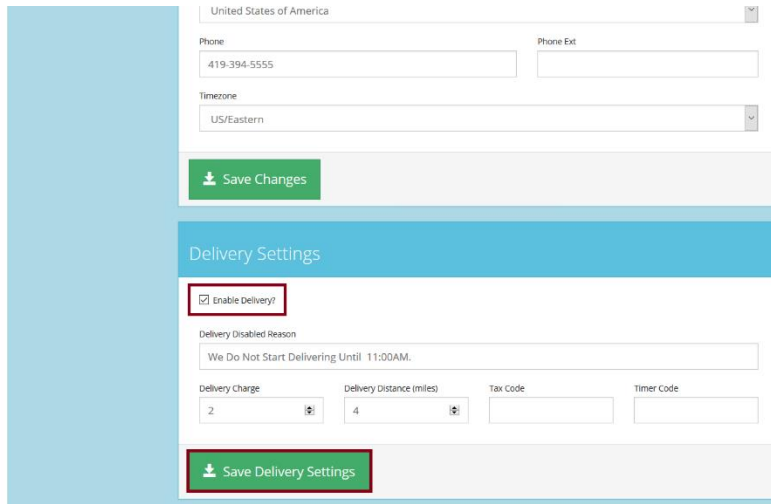 United States of America
Phone Phone Ext
419-394-5555
Timezone
US/Eastern
Save Changes
Delivery Settings
Enable Delivery?
Delivery Disabled Reason
We Do Not Start Delivering Until 11:00AM.
Delivery Charge Delivery Distance (miles) Tax Code Timer Code
2 4
Save Delivery Settings